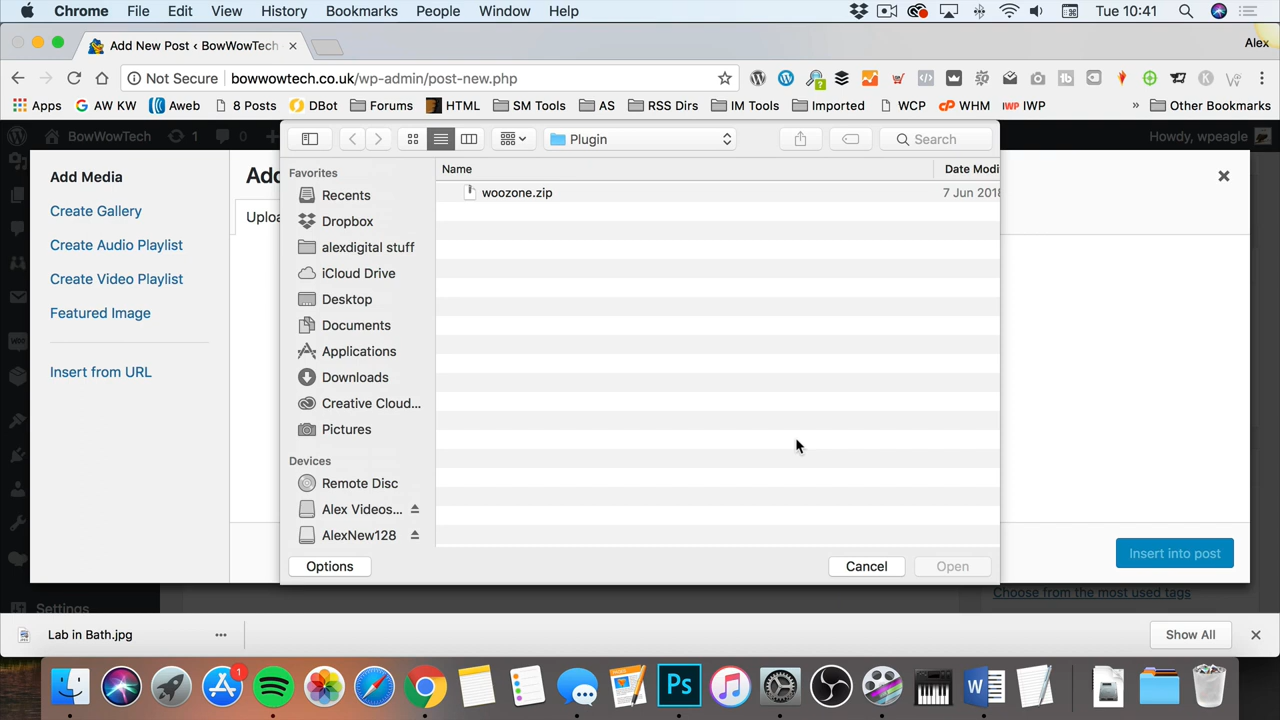 Chrome File Edit View History Bookmarks People Window Help Tue 10:41
Add New Post ‹ BowWowTech
Alex
Not Secure bowwowtech.co.uk/wp-admin/post-new.php
Apps AW KW Aweb 8 Posts DBot Forums HTML SM Tools AS RSS Dirs IM Tools Imported WCP WHM IWP » Other Bookmarks
BowWowTech 1 0 Howdy, wpeagle
Plugin
Search
Add Media
Create Gallery
Create Audio Playlist
Create Video Playlist
Featured Image
Insert from URL
Add
Uploa
Favorites
Recents
Dropbox
alexdigital stuff
iCloud Drive
Desktop
Documents
Applications
Downloads
Creative Cloud...
Pictures
Devices
Remote Disc
Alex Videos...
AlexNew128
Name Date Modi
woozone.zip 7 Jun 2018
Options Cancel Open
Insert into post
Choose from the most used tags
Settings
Lab in Bath.jpg Show All
1
Ps